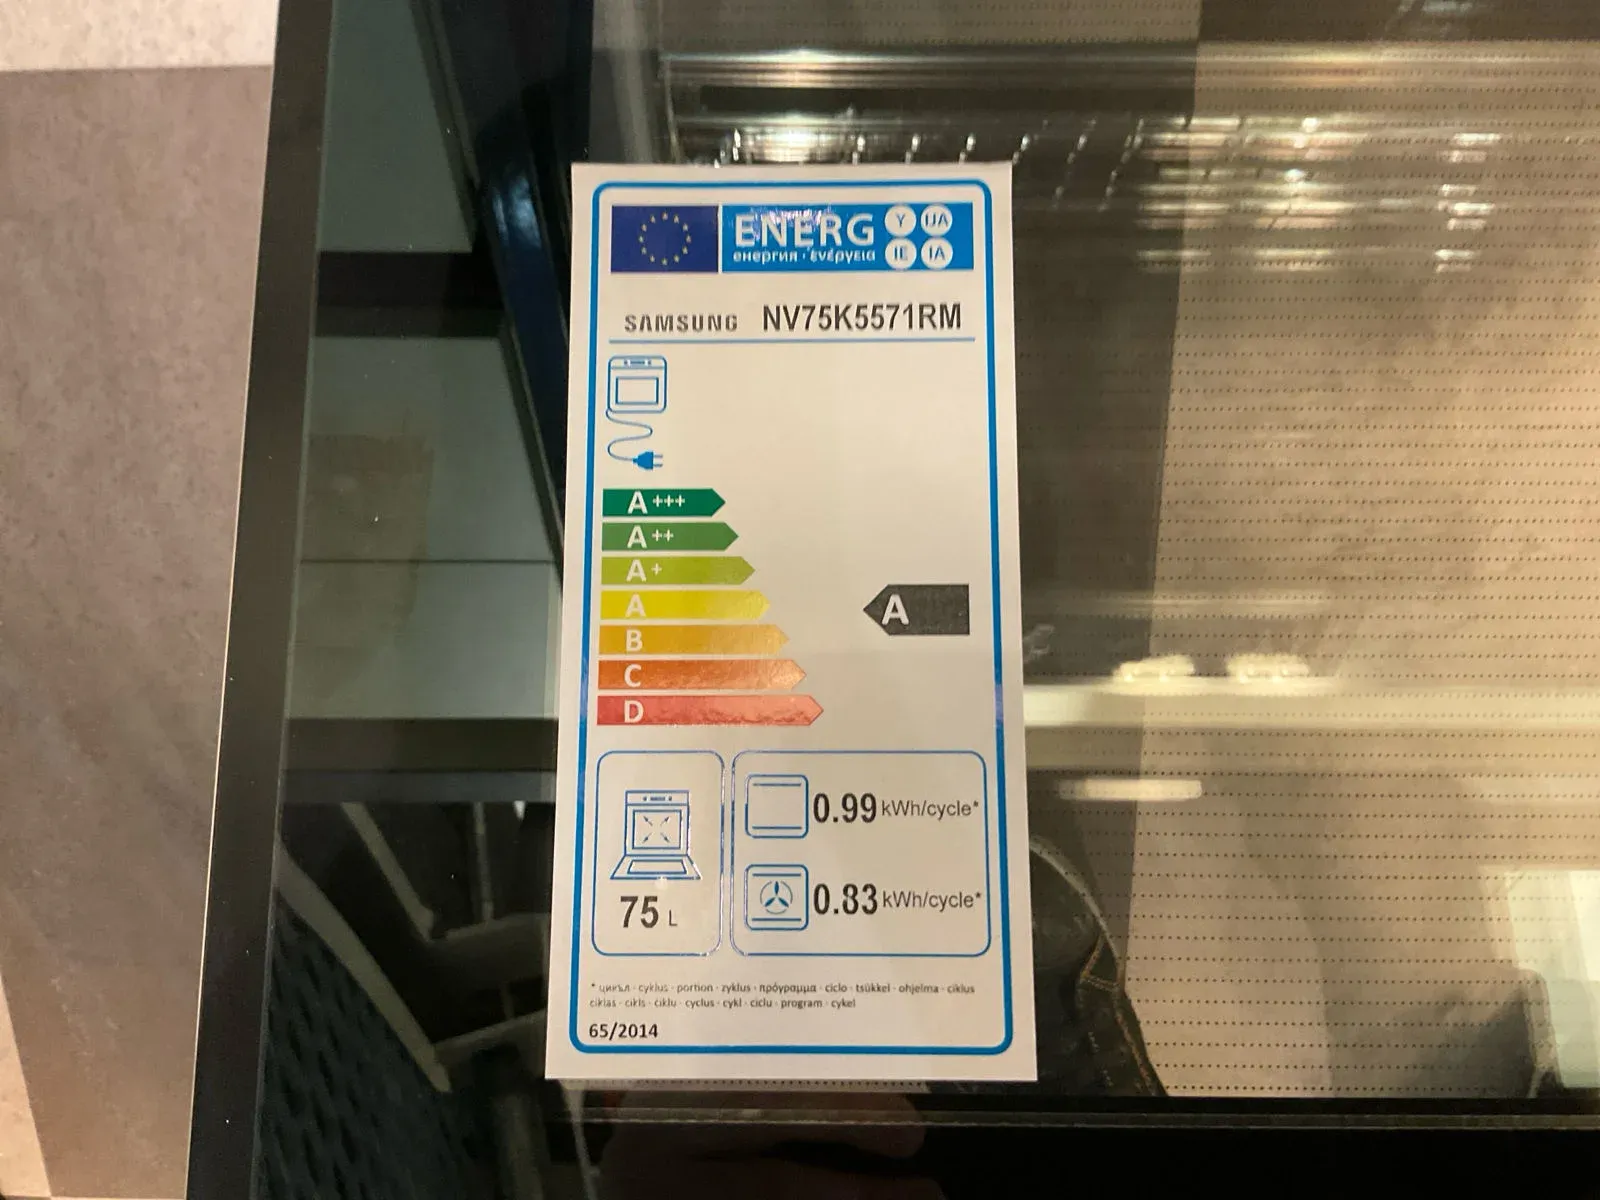 ENERG Y IJA
енергия · ενέργεια IE IA
SAMSUNG NV75K5571RM
A+++
A++
A+
A
A
B
C
D
0.99 kWh/cycle*
75 L
0.83 kWh/cycle*
* цикъл · cyklus · portion · zyklus · πρόγραμμα · ciclo · tsükkel · ohjelma · ciklus
ciklas · cikls · ċiklu · cyclus · cykl · ciclu · program · cykel
65/2014